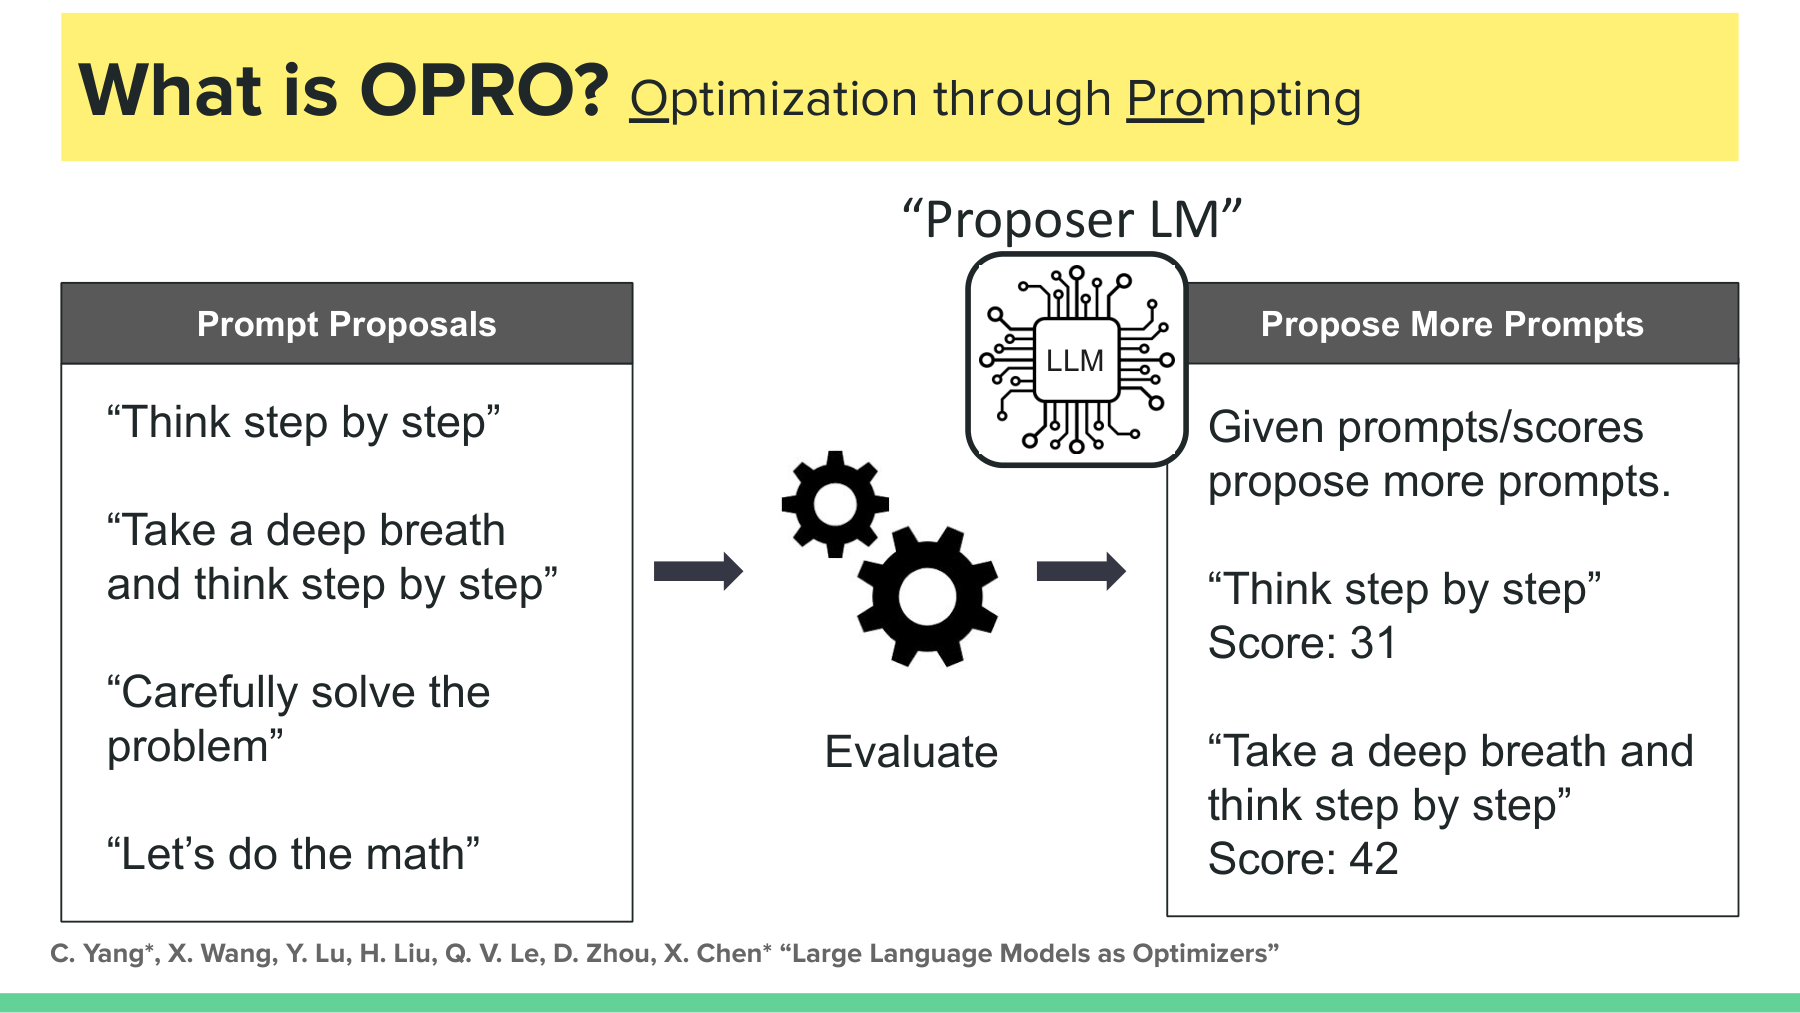 What is OPRO? Optimization through Prompting
“Proposer LM”
LLM
Prompt Proposals
“Think step by step”
“Take a deep breath
and think step by step”
“Carefully solve the
problem”
“Let’s do the math”
Evaluate
Propose More Prompts
Given prompts/scores
propose more prompts.
“Think step by step”
Score: 31
“Take a deep breath and
think step by step”
Score: 42
C. Yang*, X. Wang, Y. Lu, H. Liu, Q. V. Le, D. Zhou, X. Chen* “Large Language Models as Optimizers”